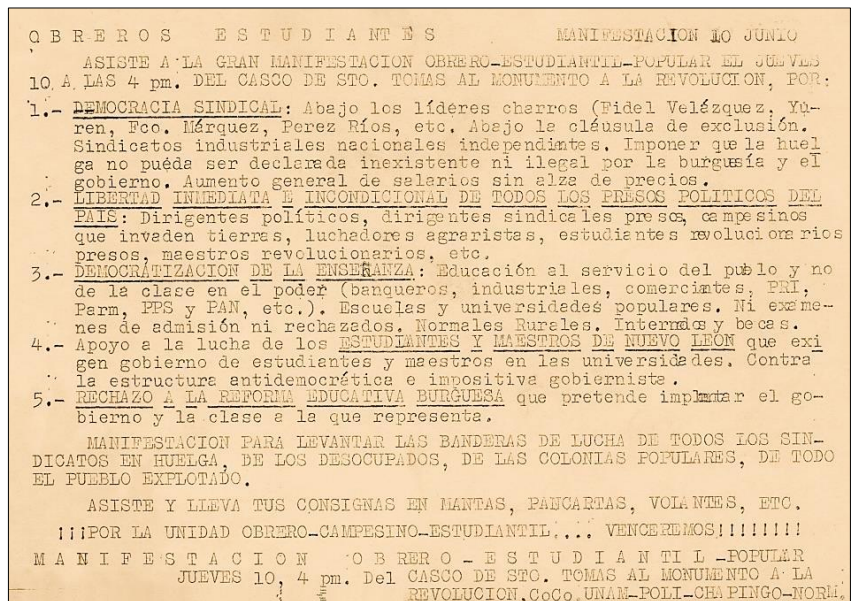 OBREROS ESTUDIANTES MANIFESTACION 10 JUNIO
ASISTE A LA GRAN MANIFESTACION OBRERO-ESTUDIANTIL-POPULAR EL JUEVES
10 A LAS 4 pm. DEL CASCO DE STO. TOMAS AL MONUMENTO A LA REVOLUCION, POR:
1.- DEMOCRACIA SINDICAL: Abajo los líderes charros (Fidel Velázquez, Yu-
ren, Fco. Márquez, Perez Ríos, etc. Abajo la cláusula de exclusión.
Sindicatos industriales nacionales independientes. Imponer que la huel
ga no puéda ser declarada inexistente ni ilegal por la burguesía y el
gobierno. Aumento general de salarios sin alza de precios.
2.- LIBERTAD INMEDIATA E INCONDICIONAL DE TODOS LOS PRESOS POLITICOS DEL
PAIS: Dirigentes políticos, dirigentes sindicales presos, campesinos
que invaden tierras, luchadores agraristas, estudiantes revolucionarios
presos, maestros revolucionarios, etc.
3.- DEMOCRATIZACION DE LA ENSEÑANZA: Educación al servicio del pueblo y no
de la clase en el poder (banqueros, industriales, comerciantes, PRI,
Parm, PPS y PAN, etc.). Escuelas y universidades populares. Ni exáme-
nes de admisión ni rechazados. Normales Rurales. Internados y becas.
4.- Apoyo a la lucha de los ESTUDIANTES Y MAESTROS DE NUEVO LEON que exi
gen gobierno de estudiantes y maestros en las universidades. Contra
la estructura antidemocrética e impositiva gobiernista.
5.- RECHAZO A LA REFORMA EDUCATIVA BURGUESA que pretende implantar el go-
bierno y la clase a la que representa.
MANIFESTACION PARA LEVANTAR LAS BANDERAS DE LUCHA DE TODOS LOS SIN-
DICATOS EN HUELGA, DE LOS DESOCUPADOS, DE LAS COLONIAS POPULARES, DE TODO
EL PUEBLO EXPLOTADO.
ASISTE Y LLEVA TUS CONSIGNAS EN MANTAS, PANCARTAS, VOLANTES, ETC.
¡¡¡POR LA UNIDAD OBRERO-CAMPESINO-ESTUDIANTIL.... VENCEREMOS!!!!!!!!!
MANIFESTACION OBRERO-ESTUDIANTIL-POPULAR
JUEVES 10, 4 pm. Del CASCO DE STO. TOMAS AL MONUMENTO A LA
REVOLUCION. CoCo. UNAM-POLI-CHAPINGO-NORM.